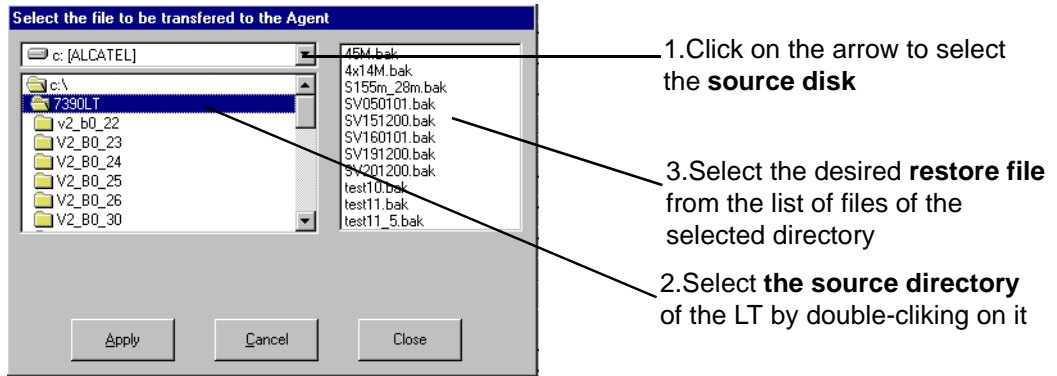 Select the file to be transfered to the Agent
c: [ALCATEL]
c:\
7390LT
v2_b0_22
V2_B0_23
V2_B0_24
V2_B0_25
V2_B0_26
V2_B0_30
45M.bak
4x14M.bak
S155m_28m.bak
SV050101.bak
SV151200.bak
SV160101.bak
SV191200.bak
SV201200.bak
test10.bak
test11.bak
test11_5.bak
Apply
Cancel
Close
1.Click on the arrow to select
the source disk
3.Select the desired restore file
from the list of files of the
selected directory
2.Select the source directory
of the LT by double-cliking on it